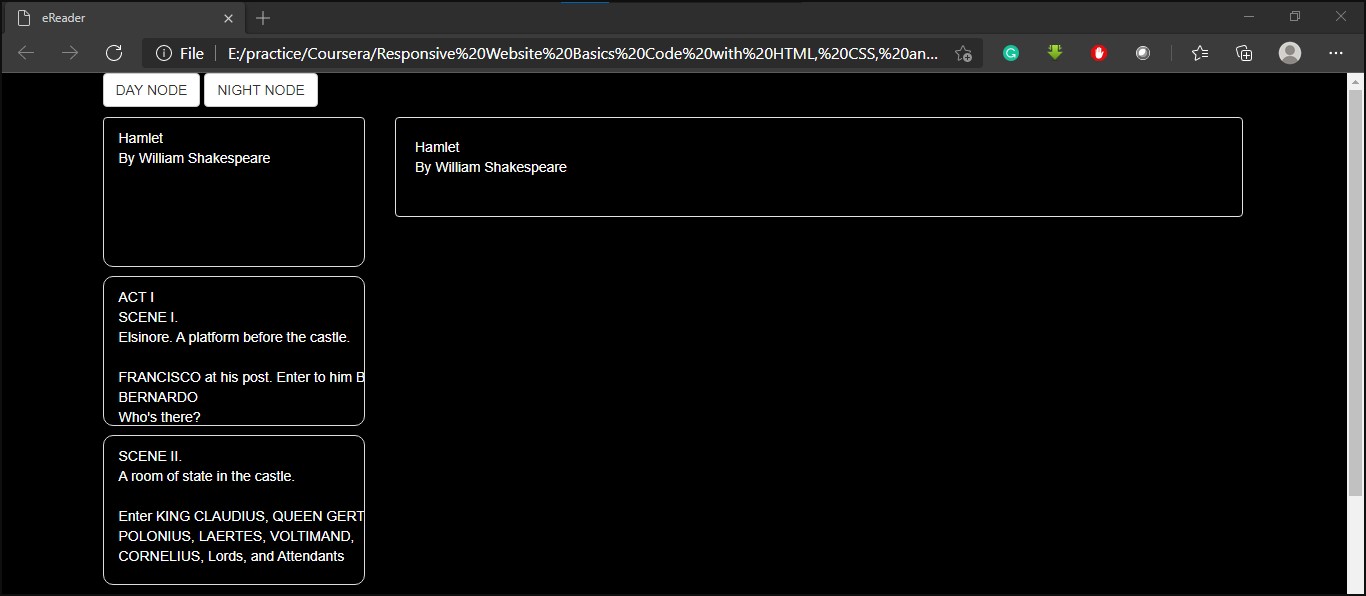 eReader
File
E:/practice/Coursera/Responsive%20Website%20Basics%20Code%20with%20HTML,%20CSS,%20an...
DAY NODE
NIGHT NODE
Hamlet
By William Shakespeare
ACT I
SCENE I.
Elsinore. A platform before the castle.
FRANCISCO at his post. Enter to him B
BERNARDO
Who's there?
SCENE II.
A room of state in the castle.
Enter KING CLAUDIUS, QUEEN GERT
POLONIUS, LAERTES, VOLTIMAND,
CORNELIUS, Lords, and Attendants
Hamlet
By William Shakespeare